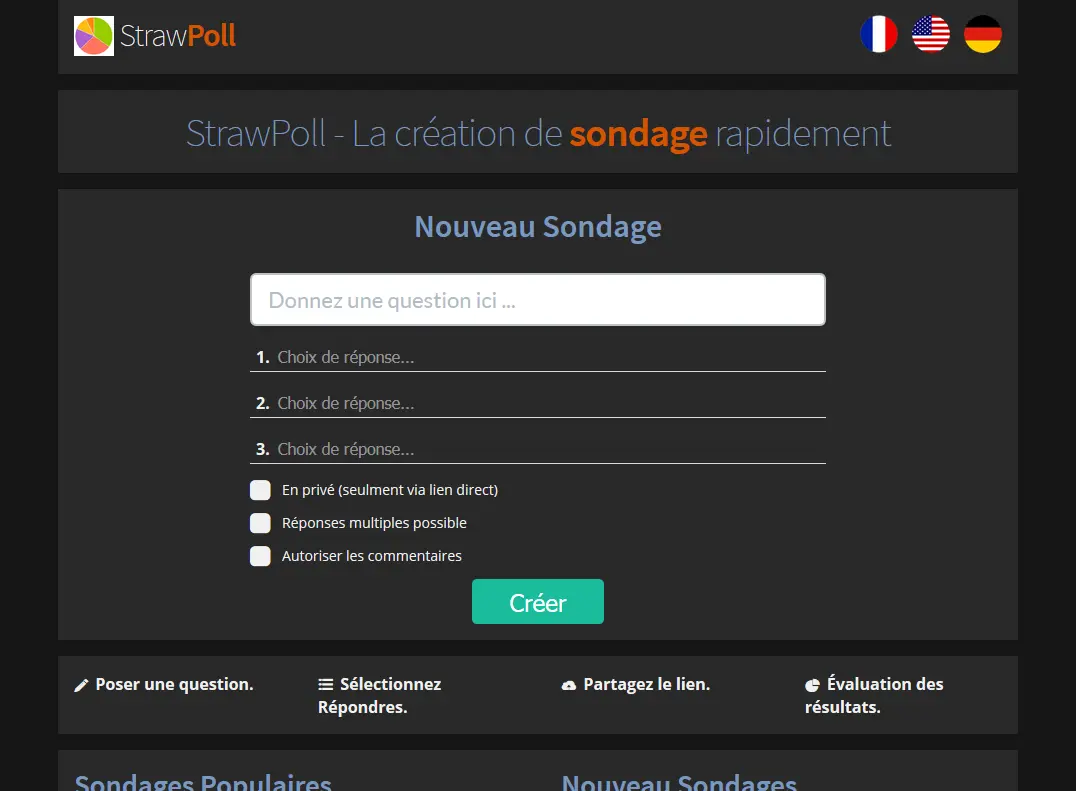 StrawPoll
StrawPoll - La création de sondage rapidement
Nouveau Sondage
Donnez une question ici ...
1. Choix de réponse...
2. Choix de réponse...
3. Choix de réponse...
En privé (seulment via lien direct)
Réponses multiples possible
Autoriser les commentaires
Créer
Poser une question.
Sélectionnez
Répondres.
Partagez le lien.
Évaluation des
résultats.
Sondages Populaires
Nouveau Sondages